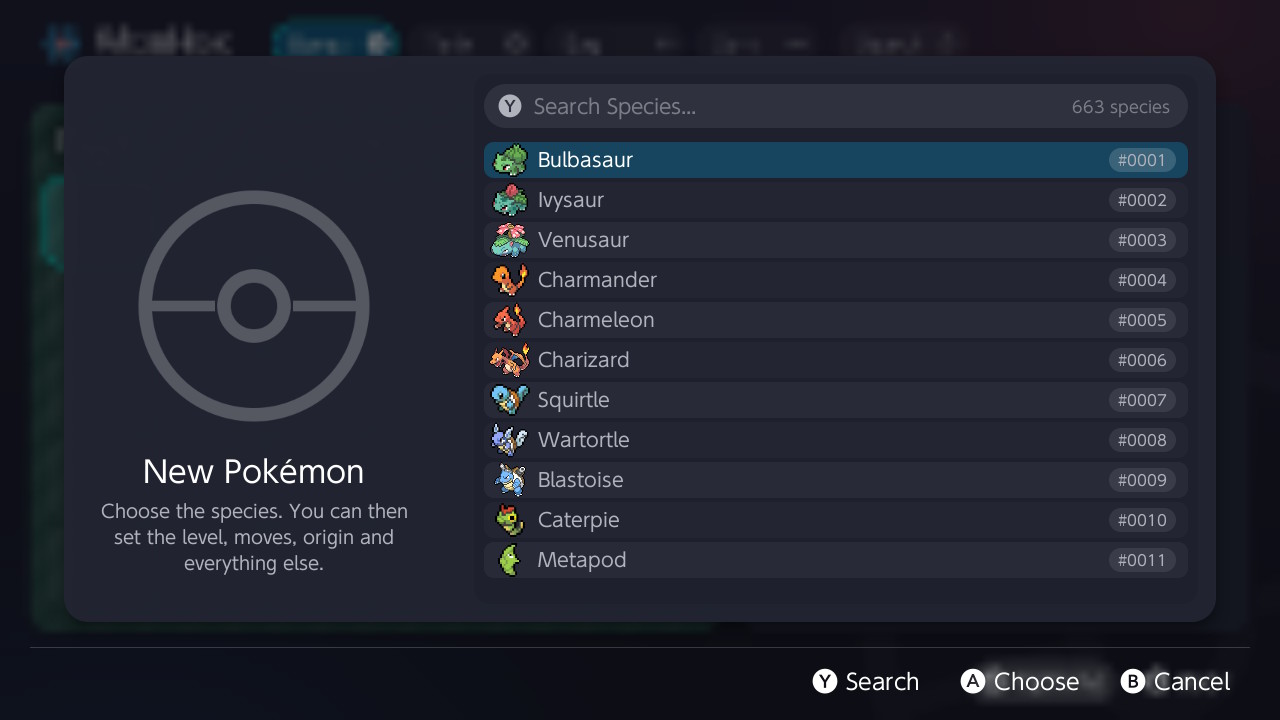 Y Search Species... 663 species
Bulbasaur #0001
Ivysaur #0002
Venusaur #0003
Charmander #0004
Charmeleon #0005
Charizard #0006
Squirtle #0007
Wartortle #0008
Blastoise #0009
Caterpie #0010
Metapod #0011
New Pokémon
Choose the species. You can then
set the level, moves, origin and
everything else.
Y Search A Choose B Cancel